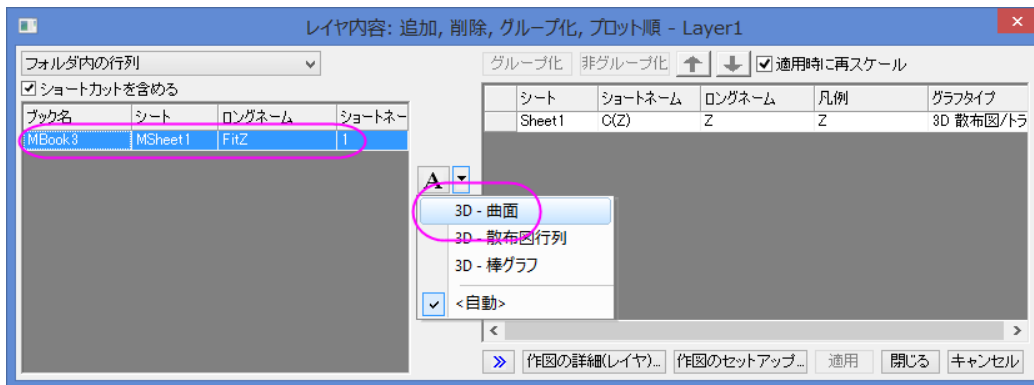 レイヤ内容: 追加, 削除, グループ化, プロット順 - Layer1
フォルダ内の行列
ショートカットを含める
ブック名 シート ロングネーム ショートネー
MBook3 MSheet1 FitZ 1
A
3D - 曲面
3D - 散布図行列
3D - 棒グラフ
<自動>
グループ化 非グループ化 適用時に再スケール
シート ショートネーム ロングネーム 凡例 グラフタイプ
Sheet1 C(Z) Z Z 3D 散布図/トラ
作図の詳細(レイヤ)... 作図のセットアップ... 適用 閉じる キャンセル